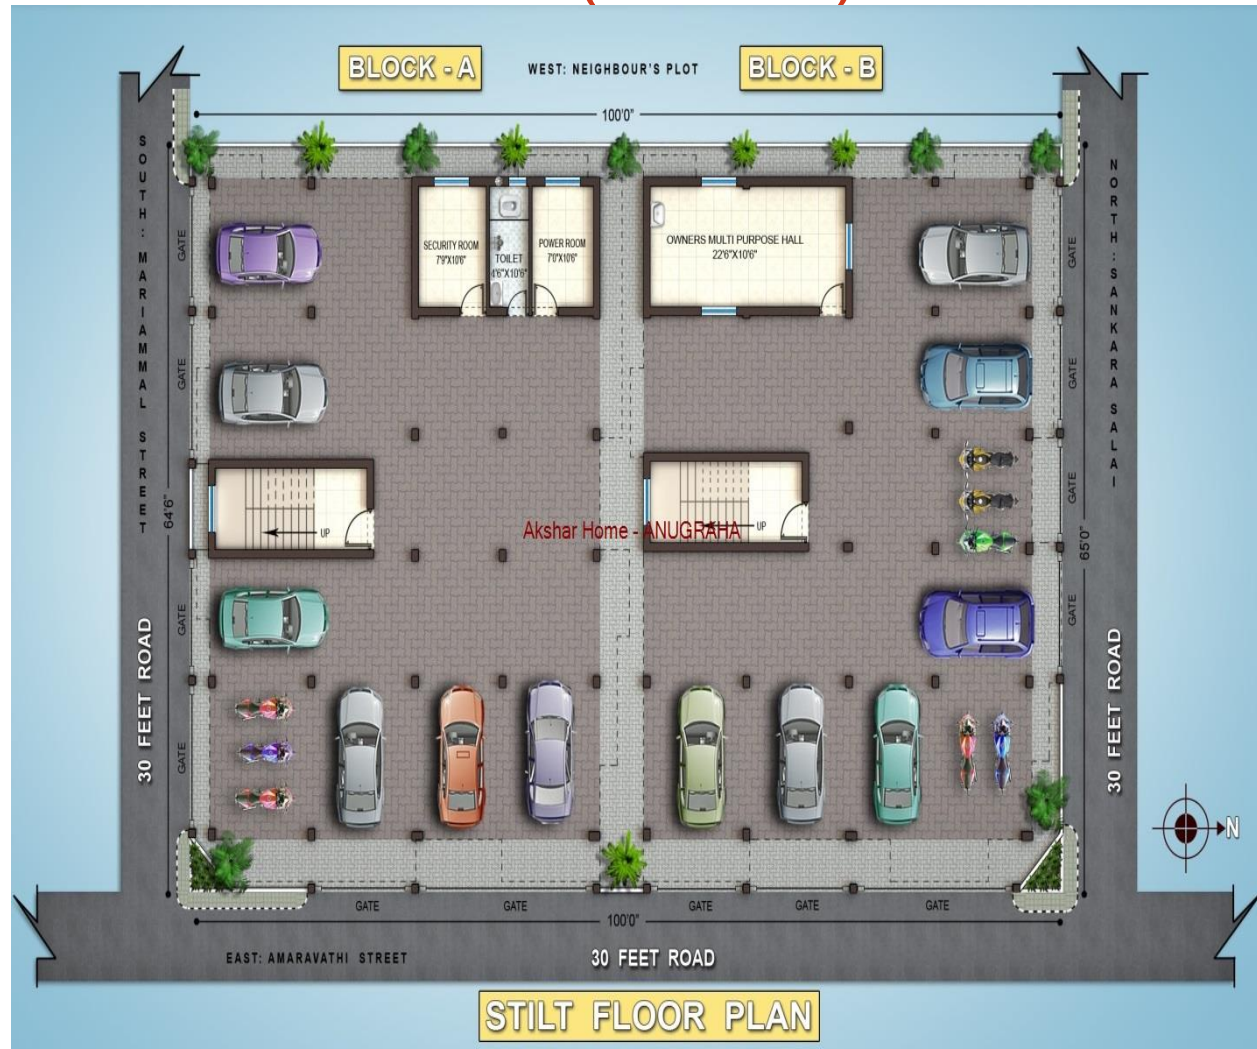 BLOCK - A
WEST: NEIGHBOUR'S PLOT
BLOCK - B
100'0"
SOUTH: MARIAMMAL STREET
NORTH: SANKARA SALAI
GATE
GATE
SECURITY ROOM
7'9"X10'6"
TOILET
4'6"X10'6"
POWER ROOM
7'0"X10'6"
OWNERS MULTI PURPOSE HALL
22'6"X10'6"
GATE
GATE
64'6"
UP
Akshar Home - ANUGRAHA
UP
GATE
65'0"
GATE
GATE
30 FEET ROAD
30 FEET ROAD
GATE
N
GATE
GATE
GATE
GATE
GATE
100'0"
EAST: AMARAVATHI STREET
30 FEET ROAD
STILT FLOOR PLAN